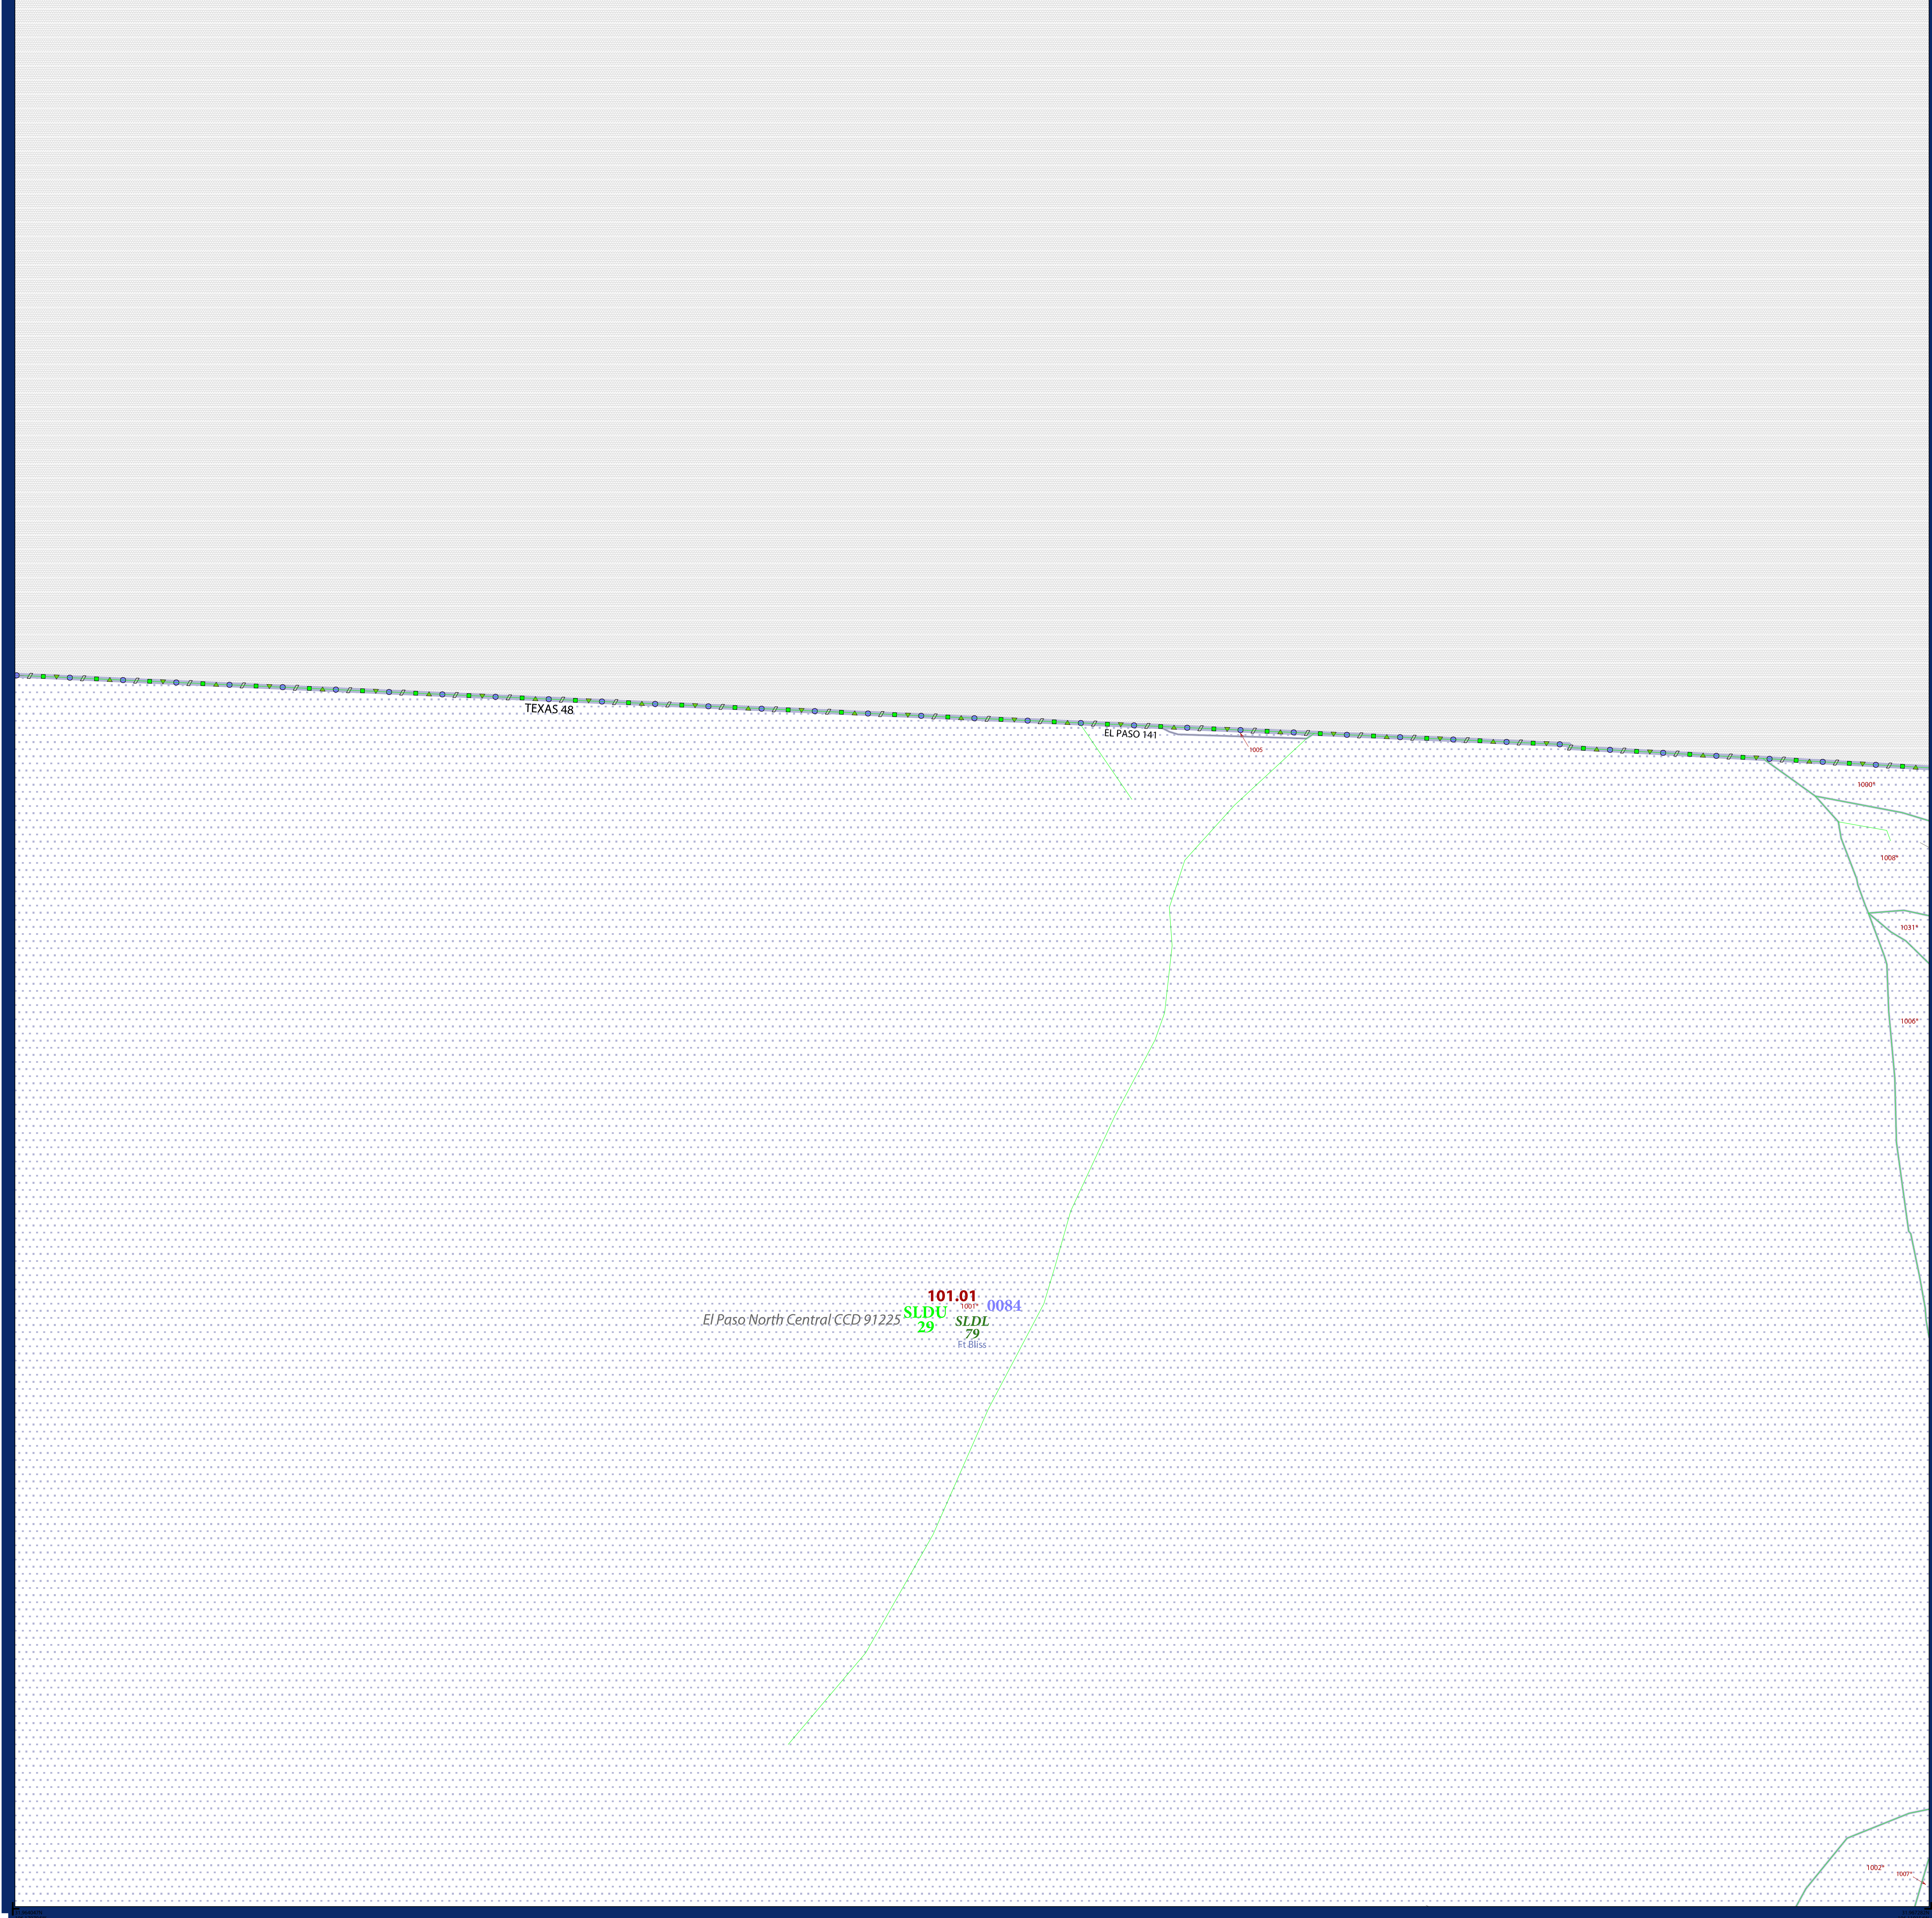 TEXAS 48
EL PASO 141
1005
1000*
1008*
1031*
1006*
101.01
1001*
0084
SLDU
29
El Paso North Central CCD 91225
SLDL
79
Ft Bliss
1002*
1007*